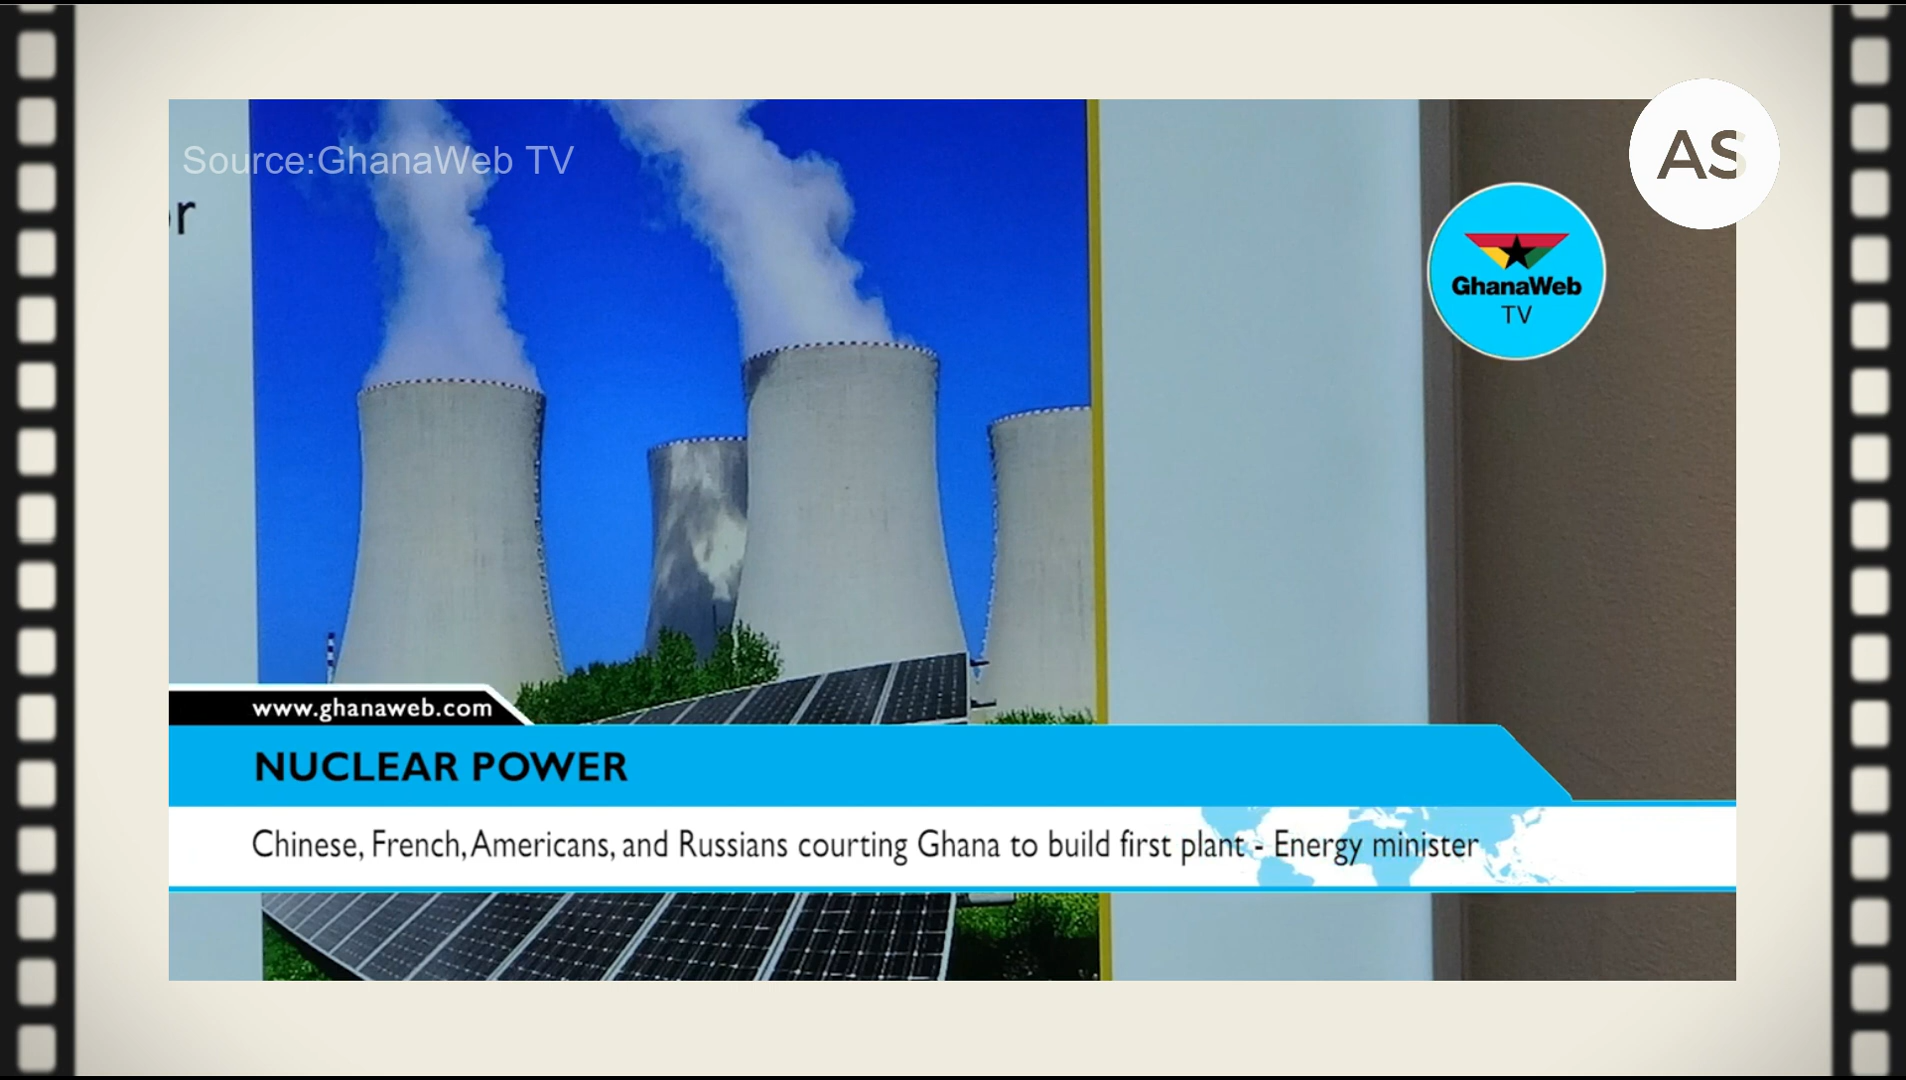 Source:GhanaWeb TV
AS
GhanaWeb
TV
www.ghanaweb.com
NUCLEAR POWER
Chinese, French, Americans, and Russians courting Ghana to build first plant - Energy minister